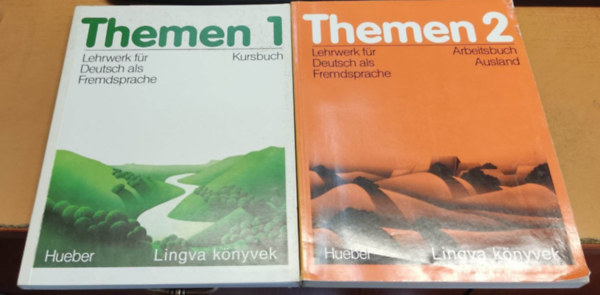 Themen 1
Lehrwerk für
Deutsch als
Fremdsprache
Kursbuch
Hueber
Lingva könyvek
Themen 2
Lehrwerk für
Deutsch als
Fremdsprache
Arbeitsbuch
Ausland
Hueber
Lingva könyvek